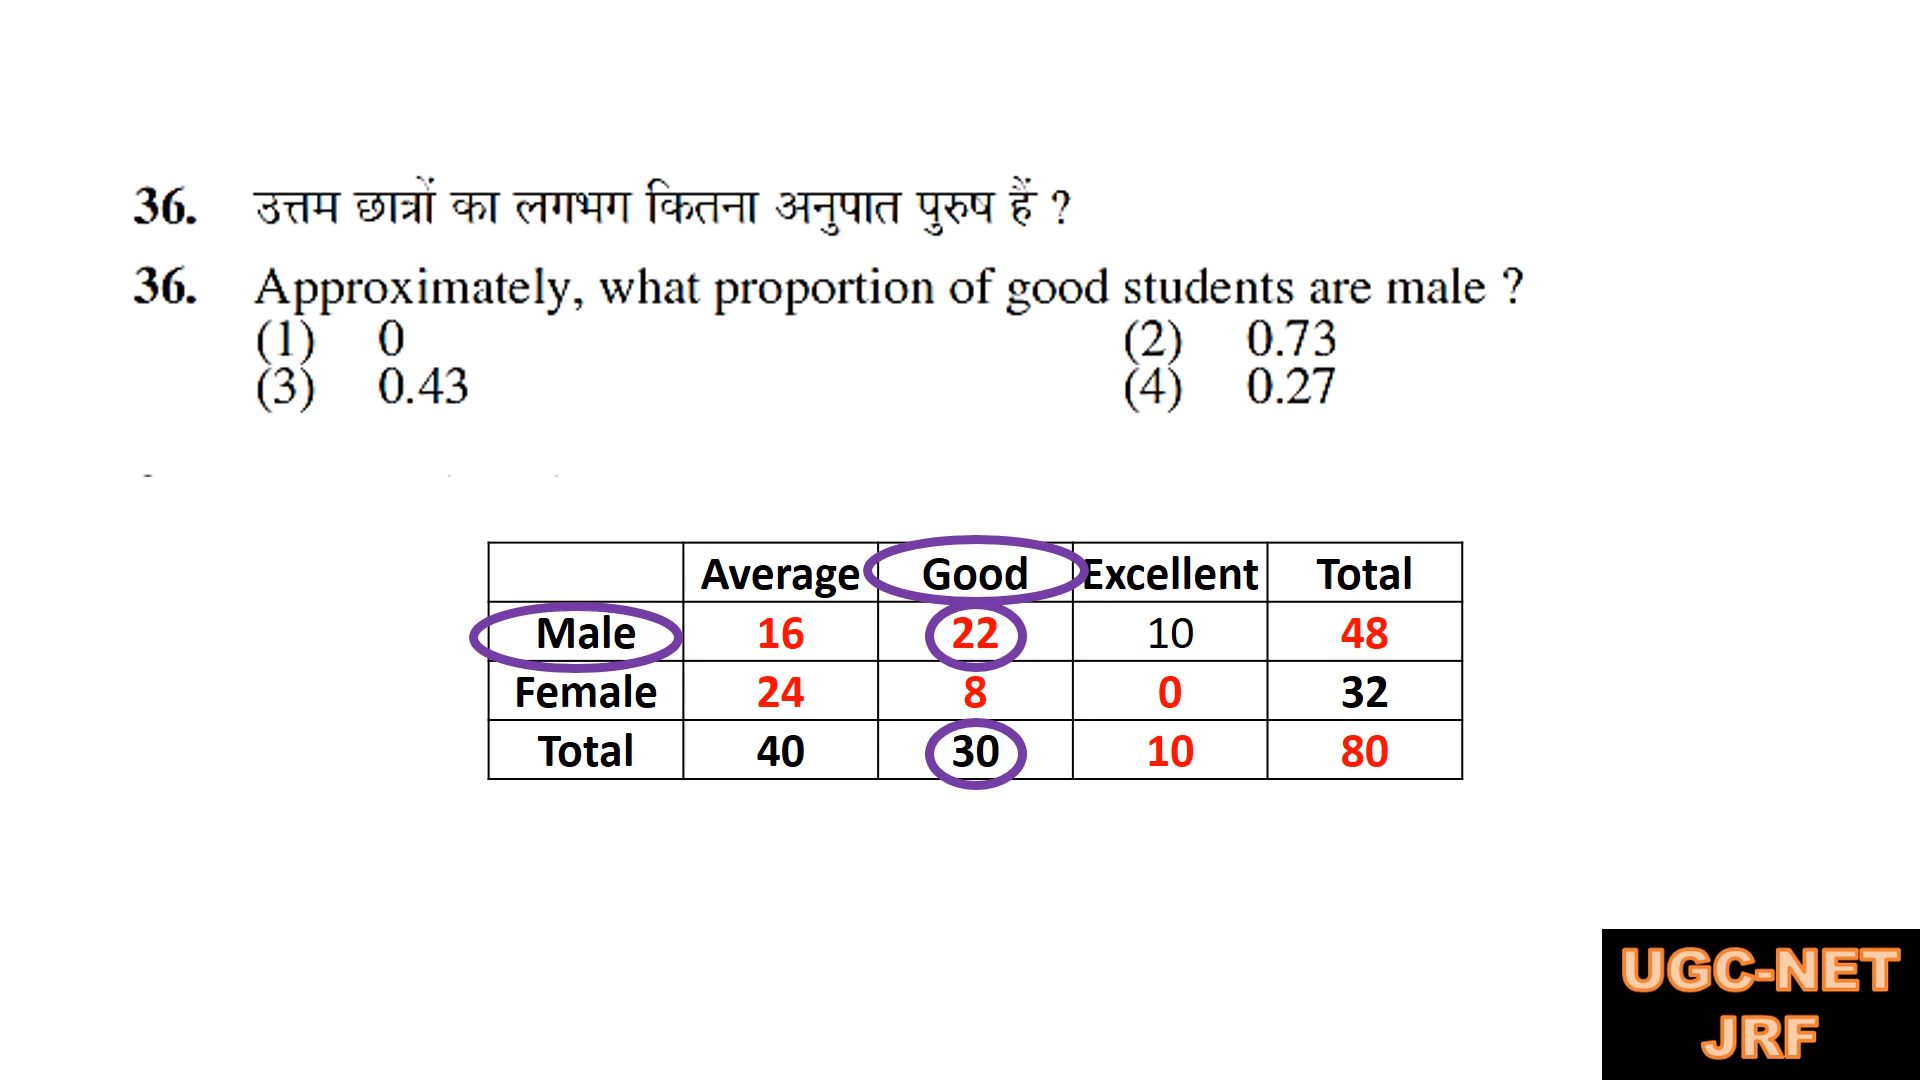 36. उत्तम छात्रों का लगभग कितना अनुपात पुरुष हैं ?
36. Approximately, what proportion of good students are male ?
(1) 0 (2) 0.73
(3) 0.43 (4) 0.27
Average Good Excellent Total
Male 16 22 10 48
Female 24 8 0 32
Total 40 30 10 80
UGC-NET
JRF